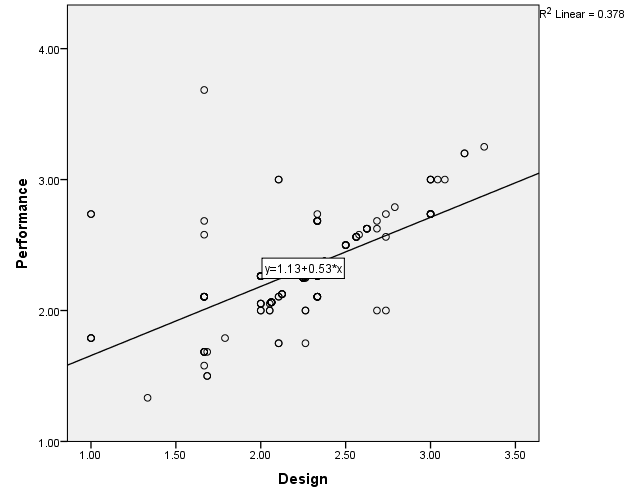 R2 Linear = 0.378
4.00
3.00
2.00
1.00
Performance
y=1.13+0.53*x
1.00 1.50 2.00 2.50 3.00 3.50
Design